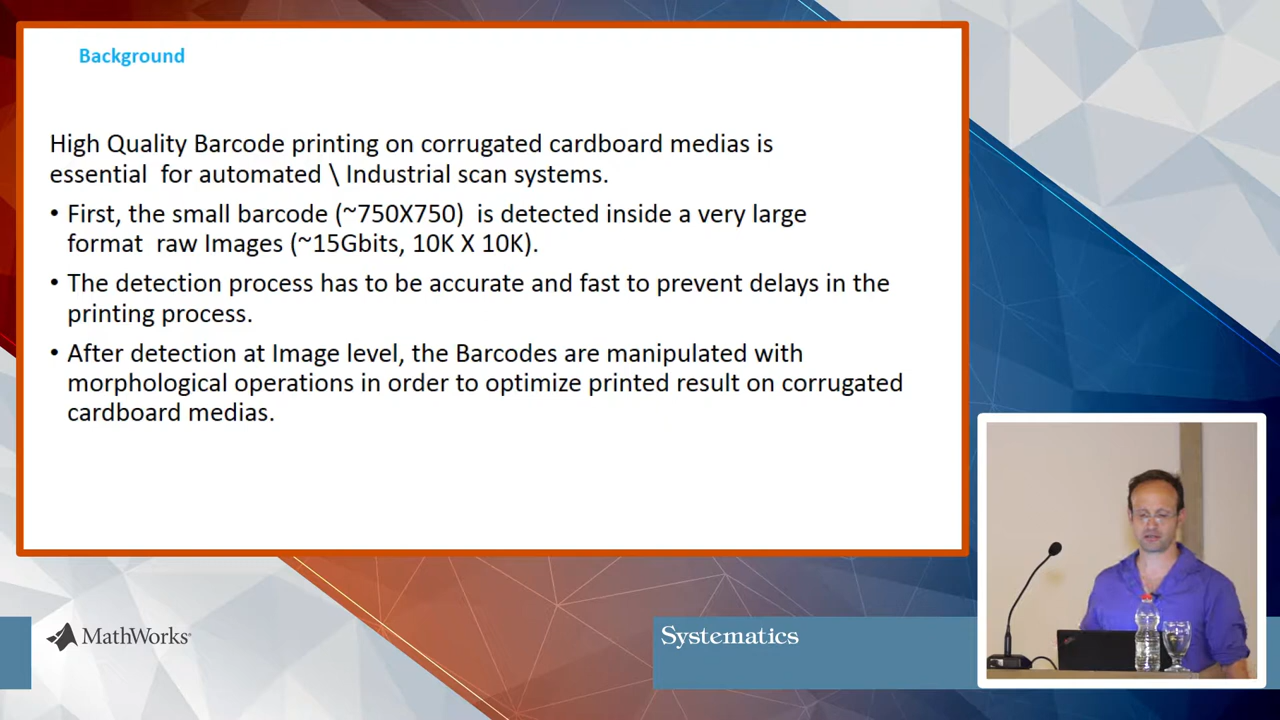 Background
High Quality Barcode printing on corrugated cardboard medias is
essential for automated \ Industrial scan systems.
• First, the small barcode (~750X750) is detected inside a very large
format raw Images (~15Gbits, 10K X 10K).
• The detection process has to be accurate and fast to prevent delays in the
printing process.
• After detection at Image level, the Barcodes are manipulated with
morphological operations in order to optimize printed result on corrugated
cardboard medias.
MathWorks®
Systematics